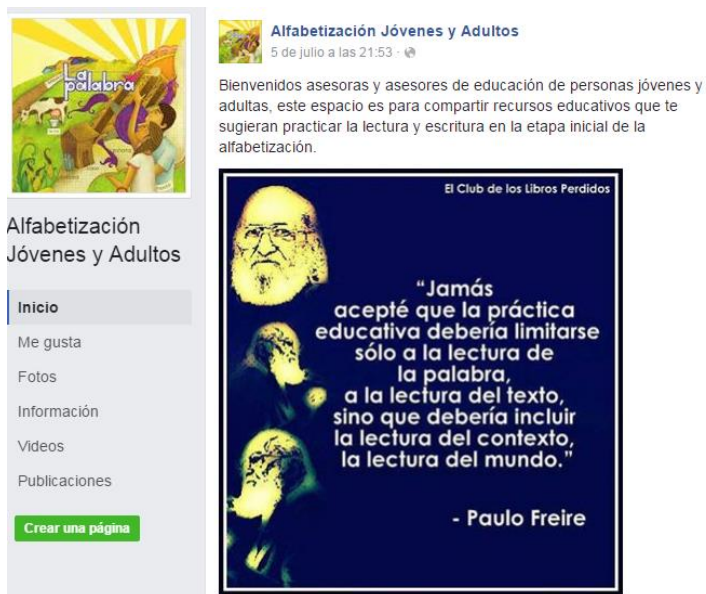 La
palabra
Alfabetización
Jóvenes y Adultos
Inicio
Me gusta
Fotos
Información
Videos
Publicaciones
Crear una página
Alfabetización Jóvenes y Adultos
5 de julio a las 21:53 ·
Bienvenidos asesoras y asesores de educación de personas jóvenes y
adultas, este espacio es para compartir recursos educativos que te
sugieran practicar la lectura y escritura en la etapa inicial de la
alfabetización.
El Club de los Libros Perdidos
“Jamás
acepté que la práctica
educativa debería limitarse
sólo a la lectura de
la palabra,
a la lectura del texto,
sino que debería incluir
la lectura del contexto,
la lectura del mundo.”
- Paulo Freire